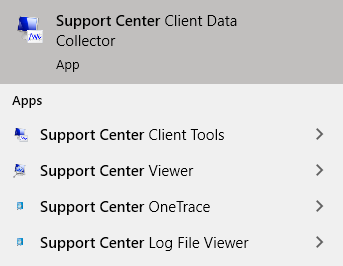 Support Center Client Data
Collector
App
Apps
Support Center Client Tools
Support Center Viewer
Support Center OneTrace
Support Center Log File Viewer